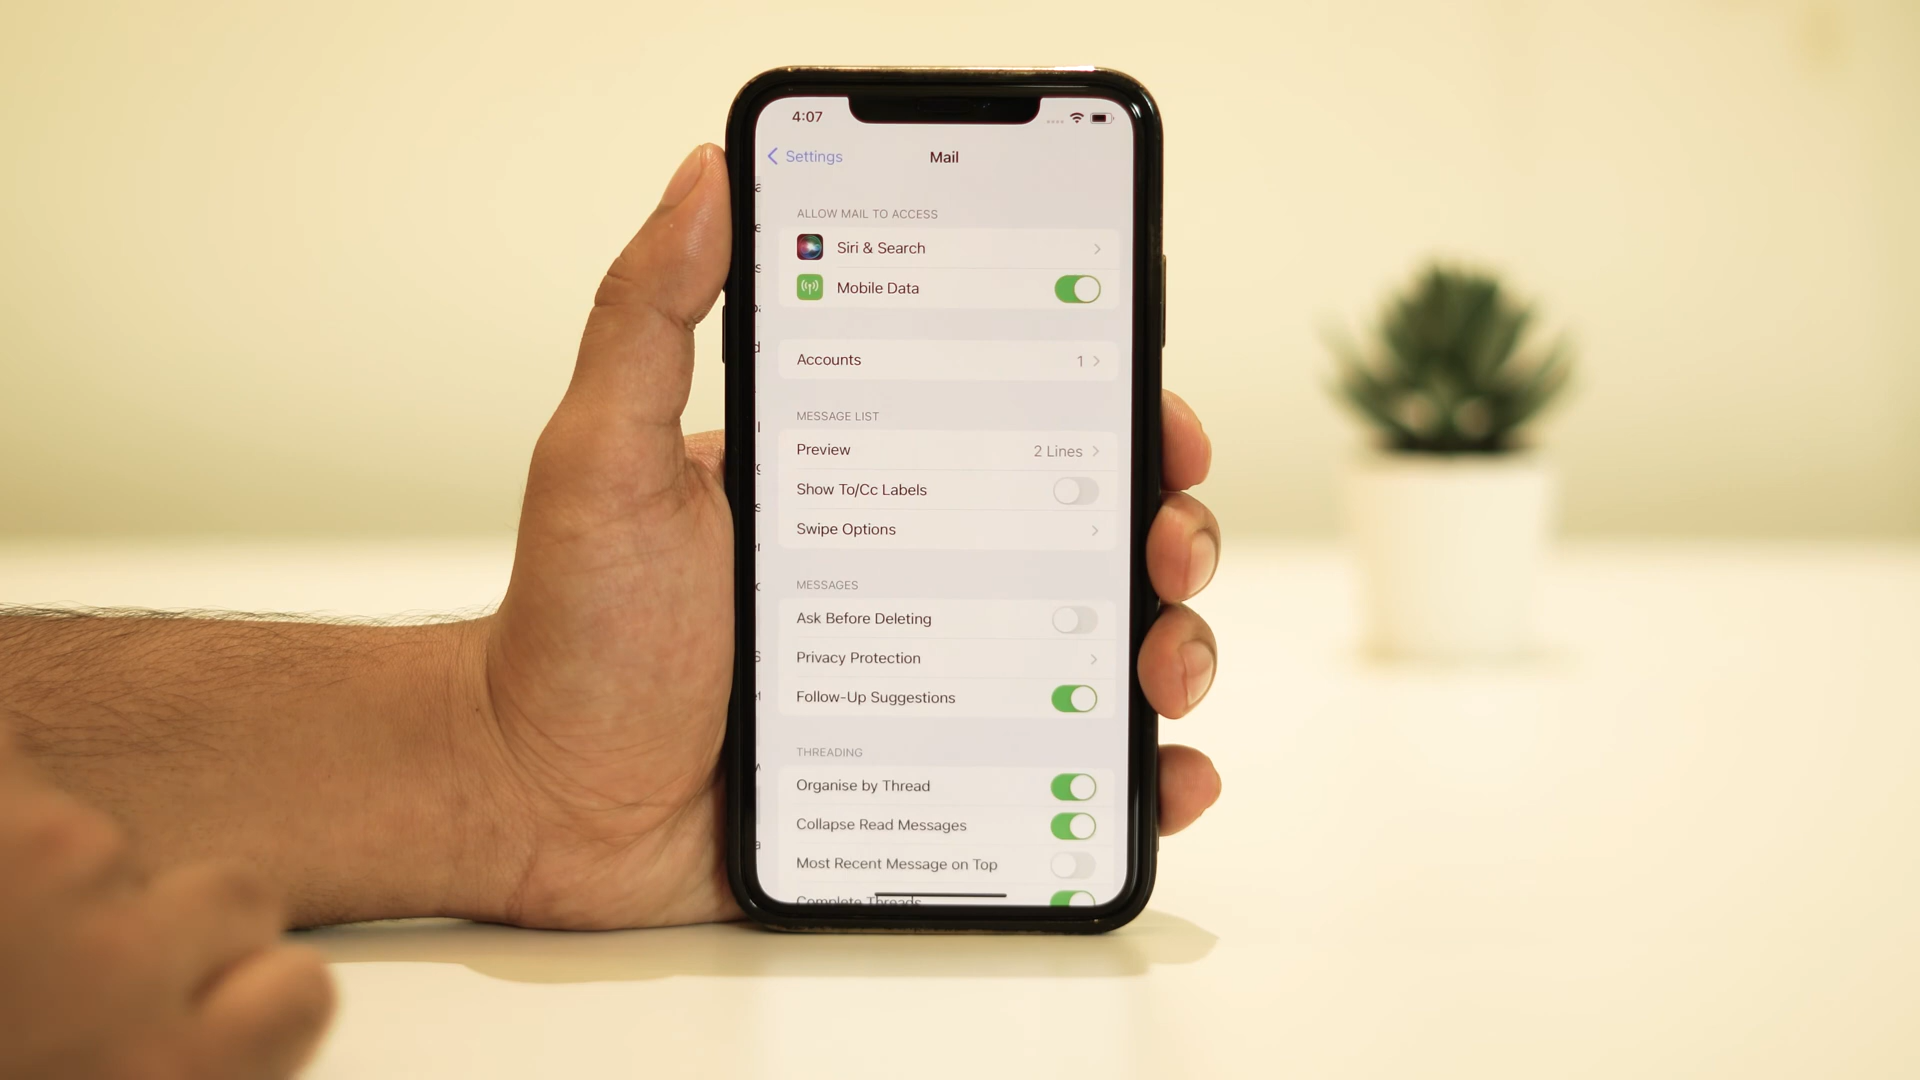 4:07
Settings
Mail
ALLOW MAIL TO ACCESS
Siri & Search
Mobile Data
Accounts 1
MESSAGE LIST
Preview 2 Lines
Show To/Cc Labels
Swipe Options
MESSAGES
Ask Before Deleting
Privacy Protection
Follow-Up Suggestions
THREADING
Organise by Thread
Collapse Read Messages
Most Recent Message on Top
Complete Threads